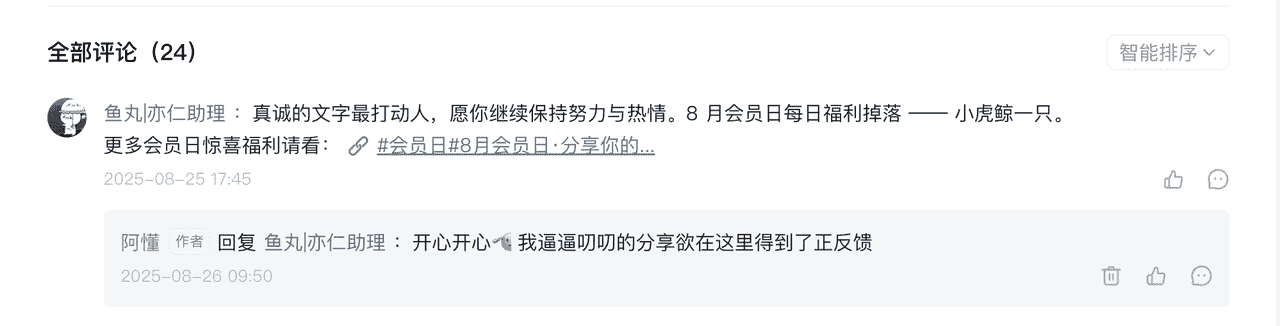 全部评论（24）
智能排序
鱼丸|亦仁助理 ： 真诚的文字最打动人，愿你继续保持努力与热情。8 月会员日每日福利掉落 —— 小虎鲸一只。
更多会员日惊喜福利请看： #会员日#8月会员日·分享你的...
2025-08-25 17:45
阿懂 作者 回复 鱼丸|亦仁助理 ： 开心开心 我逼逼叨叨的分享欲在这里得到了正反馈
2025-08-26 09:50